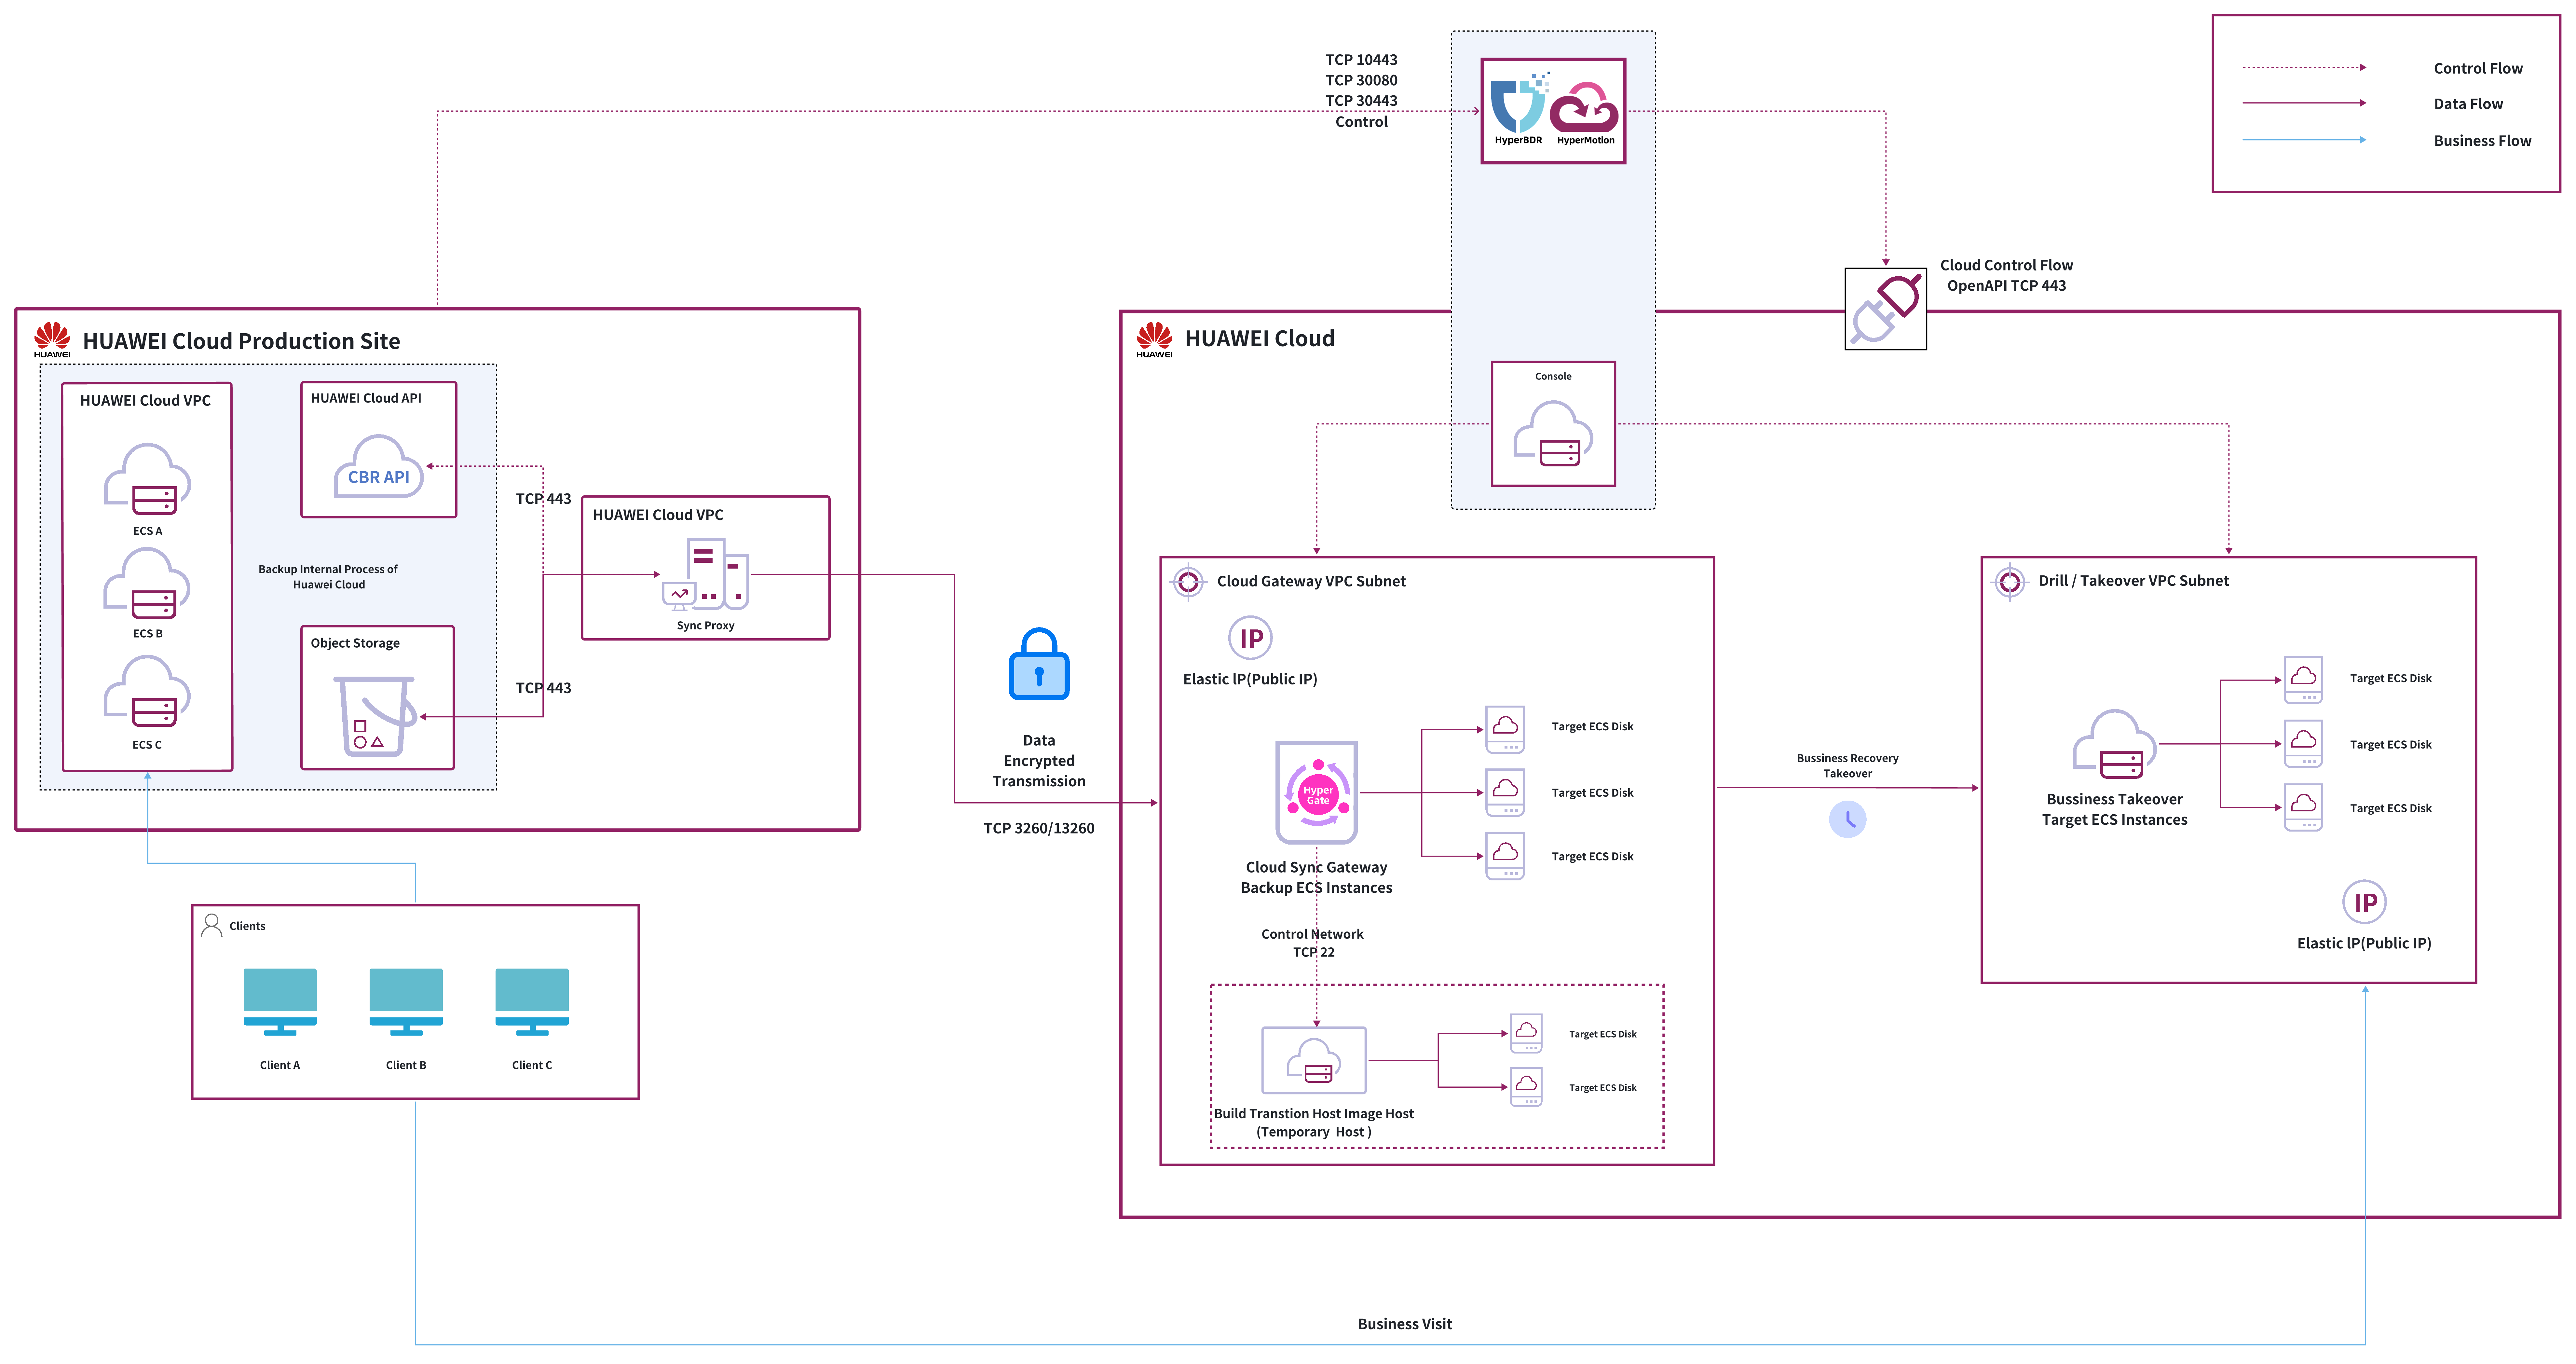 TCP 10443
TCP 30080
TCP 30443
Control
HyperBDR
HyperMotion
Control Flow
Data Flow
Business Flow
Cloud Control Flow
OpenAPI TCP 443
HUAWEI
HUAWEI Cloud Production Site
HUAWEI Cloud VPC
ECS A
ECS B
ECS C
HUAWEI Cloud API
CBR API
Backup Internal Process of
Huawei Cloud
Object Storage
TCP 443
TCP 443
HUAWEI Cloud VPC
Sync Proxy
Data
Encrypted
Transmission
TCP 3260/13260
HUAWEI
HUAWEI Cloud
Console
Cloud Gateway VPC Subnet
IP
Elastic IP(Public IP)
Hyper
Gate
Cloud Sync Gateway
Backup ECS Instances
Target ECS Disk
Target ECS Disk
Target ECS Disk
Control Network
TCP 22
Build Transtion Host Image Host
(Temporary Host )
Target ECS Disk
Target ECS Disk
Bussiness Recovery
Takeover
Drill / Takeover VPC Subnet
Bussiness Takeover
Target ECS Instances
Target ECS Disk
Target ECS Disk
Target ECS Disk
IP
Elastic IP(Public IP)
Clients
Client A
Client B
Client C
Business Visit